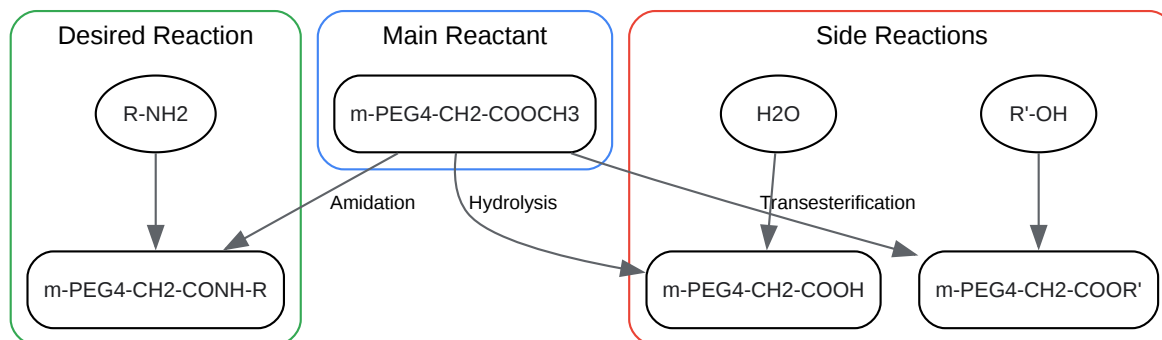 Desired Reaction
Main Reactant
Side Reactions
R-NH2
m-PEG4-CH2-COOCH3
H2O
R'-OH
Amidation
Hydrolysis
Transesterification
m-PEG4-CH2-CONH-R
m-PEG4-CH2-COOH
m-PEG4-CH2-COOR'